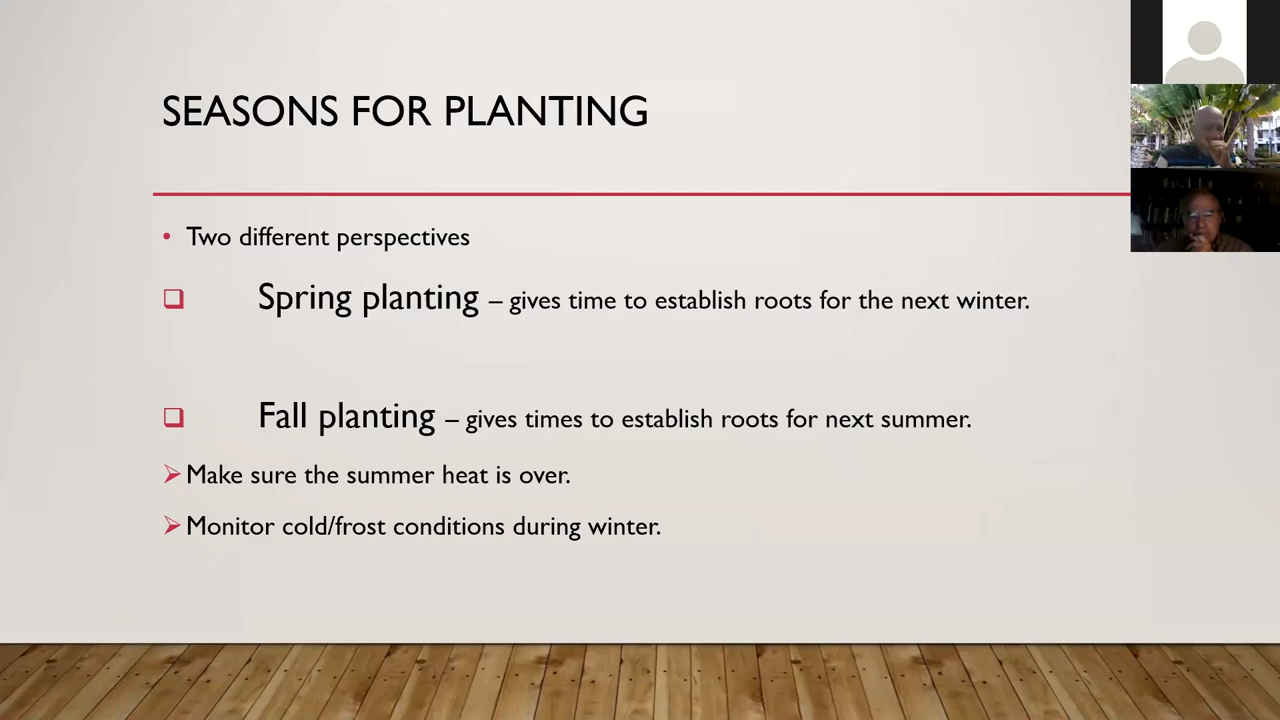 SEASONS FOR PLANTING
• Two different perspectives
❑ Spring planting – gives time to establish roots for the next winter.
❑ Fall planting – gives times to establish roots for next summer.
➢ Make sure the summer heat is over.
➢ Monitor cold/frost conditions during winter.